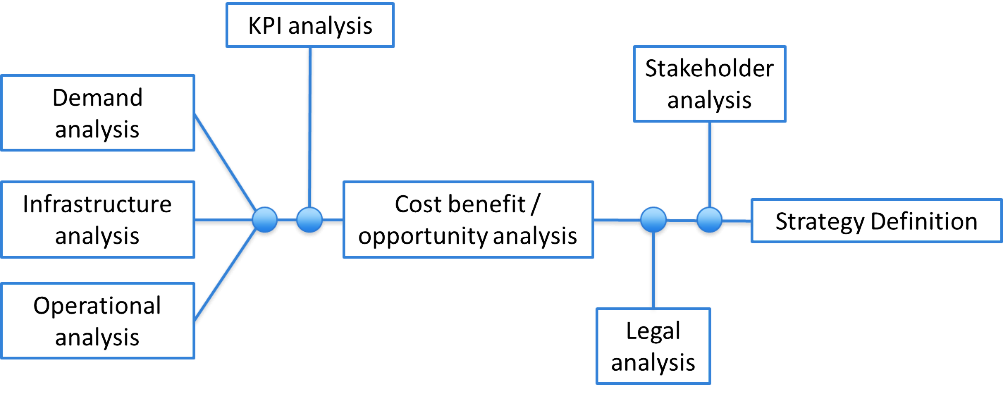 KPI analysis
Demand
analysis
Infrastructure
analysis
Operational
analysis
Cost benefit /
opportunity analysis
Stakeholder
analysis
Legal
analysis
Strategy Definition